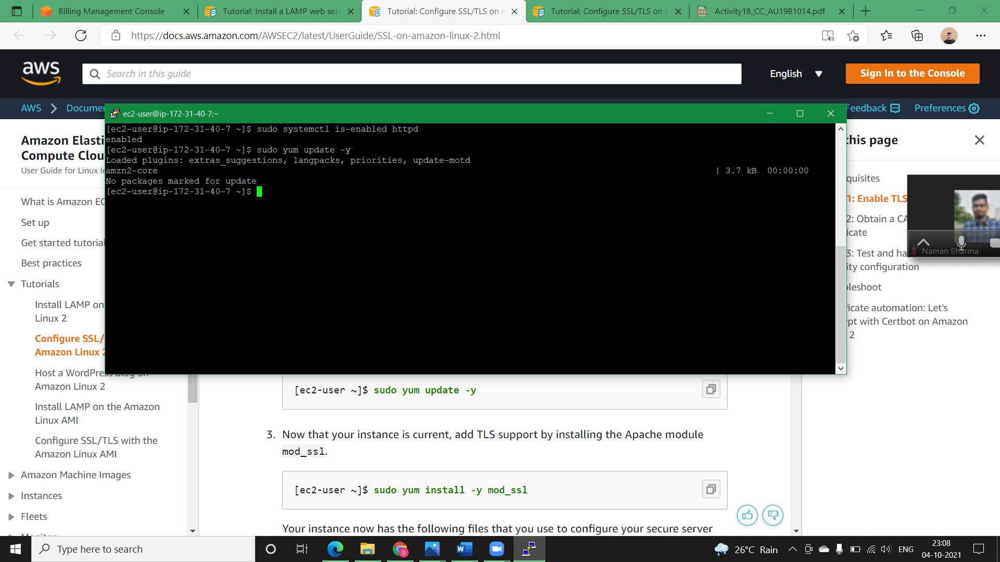 Billing Management Console
Tutorial: Install a LAMP web serv
Tutorial: Configure SSL/TLS on A
Tutorial: Configure SSL/TLS on A
Activity18_CC_AU19B1014.pdf
https://docs.aws.amazon.com/AWSEC2/latest/UserGuide/SSL-on-amazon-linux-2.html
aws
Search in this guide
English
Sign In to the Console
AWS
Documen
Feedback
Preferences
ec2-user@ip-172-31-40-7:~
[ec2-user@ip-172-31-40-7 ~]$ sudo systemctl is-enabled httpd
enabled
[ec2-user@ip-172-31-40-7 ~]$ sudo yum update -y
Loaded plugins: extras_suggestions, langpacks, priorities, update-motd
amzn2-core | 3.7 kB 00:00:00
No packages marked for update
[ec2-user@ip-172-31-40-7 ~]$
Amazon Elasti
Compute Clou
User Guide for Linux In
What is Amazon EC
Set up
Get started tutorial
Best practices
Tutorials
Install LAMP on
Linux 2
Configure SSL/
Amazon Linux 2
Host a WordPress blog on
Amazon Linux 2
Install LAMP on the Amazon
Linux AMI
Configure SSL/TLS with the
Amazon Linux AMI
Amazon Machine Images
Instances
Fleets
Monitor
[ec2-user ~]$ sudo yum update -y
3. Now that your instance is current, add TLS support by installing the Apache module
mod_ssl.
[ec2-user ~]$ sudo yum install -y mod_ssl
Your instance now has the following files that you use to configure your secure server
this page
quisites
1: Enable TLS
2: Obtain a CA
icate
3: Test and ha
ity configuration
bleshoot
ficate automation: Let's
ypt with Certbot on Amazon
2
Naman Sharma
Type here to search
26°C Rain
ENG
23:08
04-10-2021